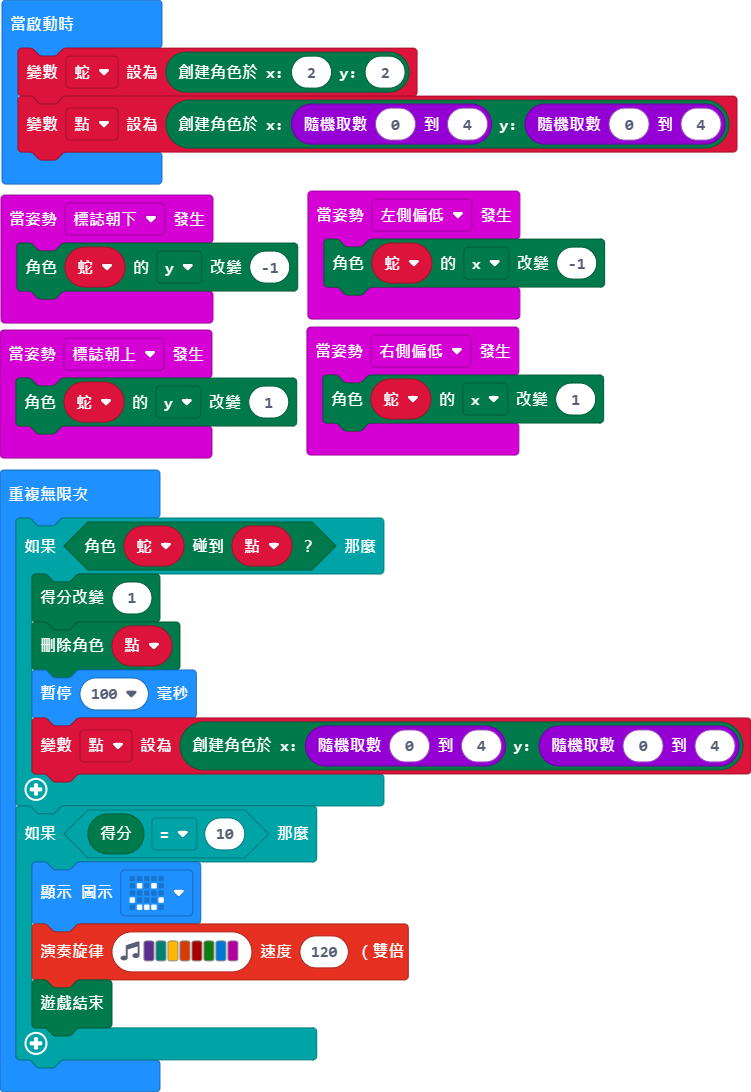 當啟動時
變數 蛇 設為 創建角色於 x: 2 y: 2
變數 點 設為 創建角色於 x: 隨機取數 0 到 4 y: 隨機取數 0 到 4
當姿勢 標誌朝下 發生
角色 蛇 的 y 改變 -1
當姿勢 左側偏低 發生
角色 蛇 的 x 改變 -1
當姿勢 標誌朝上 發生
角色 蛇 的 y 改變 1
當姿勢 右側偏低 發生
角色 蛇 的 x 改變 1
重複無限次
如果 角色 蛇 碰到 點 ? 那麼
得分改變 1
刪除角色 點
暫停 100 毫秒
變數 點 設為 創建角色於 x: 隨機取數 0 到 4 y: 隨機取數 0 到 4
如果 得分 = 10 那麼
顯示 圖示
演奏旋律 速度 120 (雙倍
遊戲結束